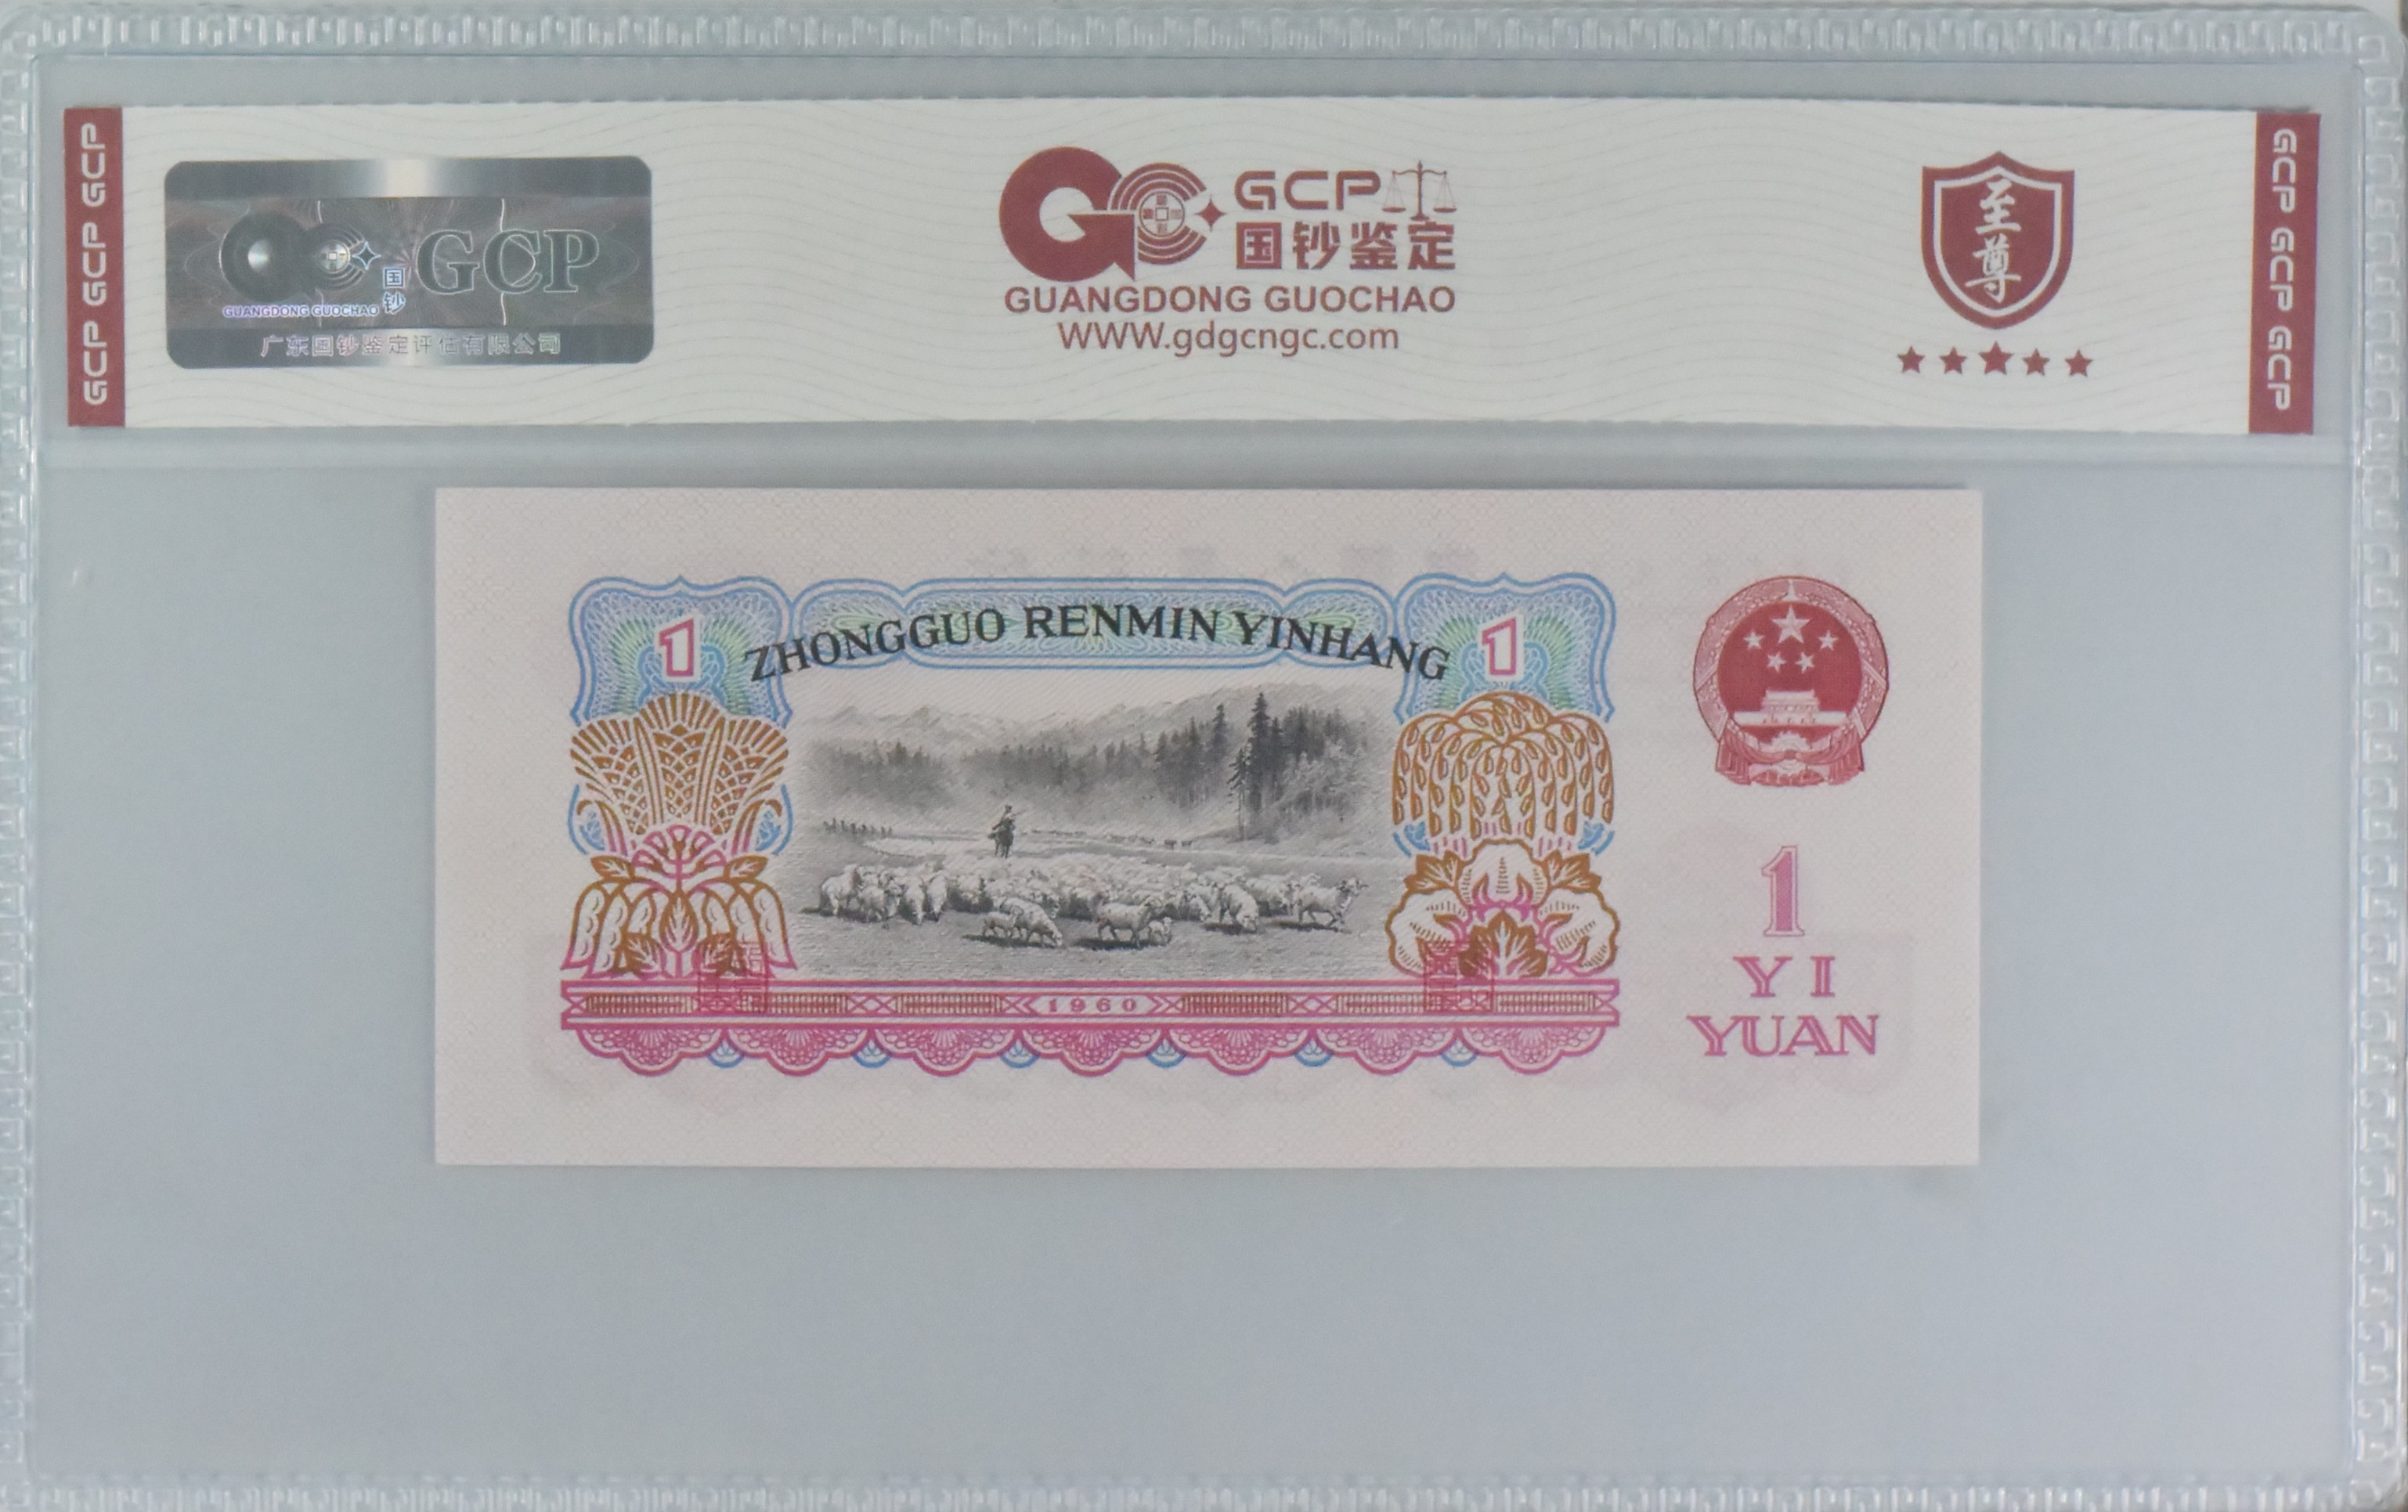 GCP GCP GCP
GCP
国钞
GUANGDONG GUOCHAO
广东国钞鉴定评估有限公司
GCP
国钞鉴定
GUANGDONG GUOCHAO
WWW.gdgcngc.com
至尊
GCP GCP GCP
1
ZHONGGUO RENMIN YINHANG
1
1960
1
YI
YUAN